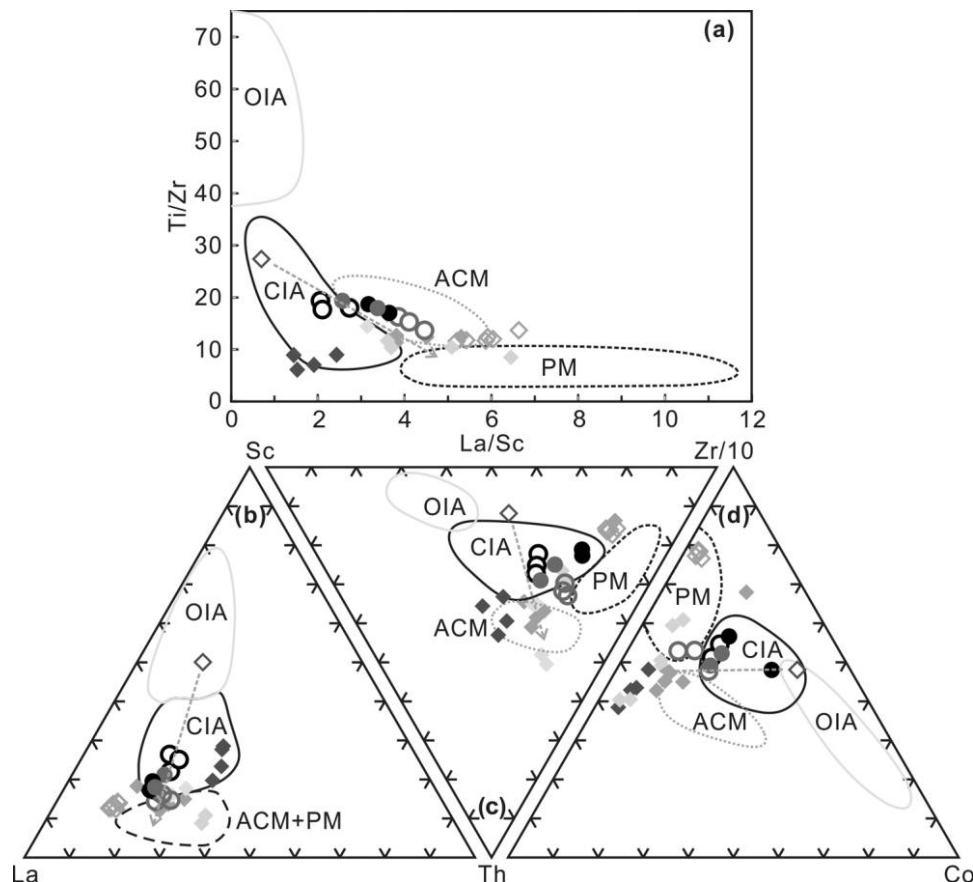 (a)
70
60
50
40
30
20
10
0
Ti/Zr
OIA
CIA
ACM
PM
0 2 4 6 8 10 12
La/Sc
Sc Zr/10
(b)
OIA
CIA
ACM+PM
La
OIA
CIA
PM
ACM
(c)
Th
(d)
PM
CIA
ACM
OIA
Co